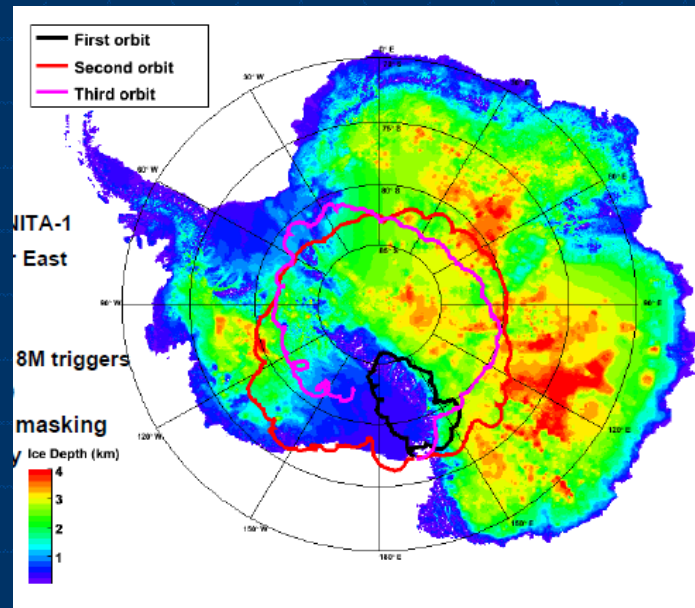 First orbit
Second orbit
Third orbit
0° E
30° W
75° S
60° W
80° S
60° E
NITA-1
85° S
East
90° W
90° E
8M triggers
masking
120° W
120° E
Ice Depth (km)
4
3
150° W
150° E
2
180° E
1